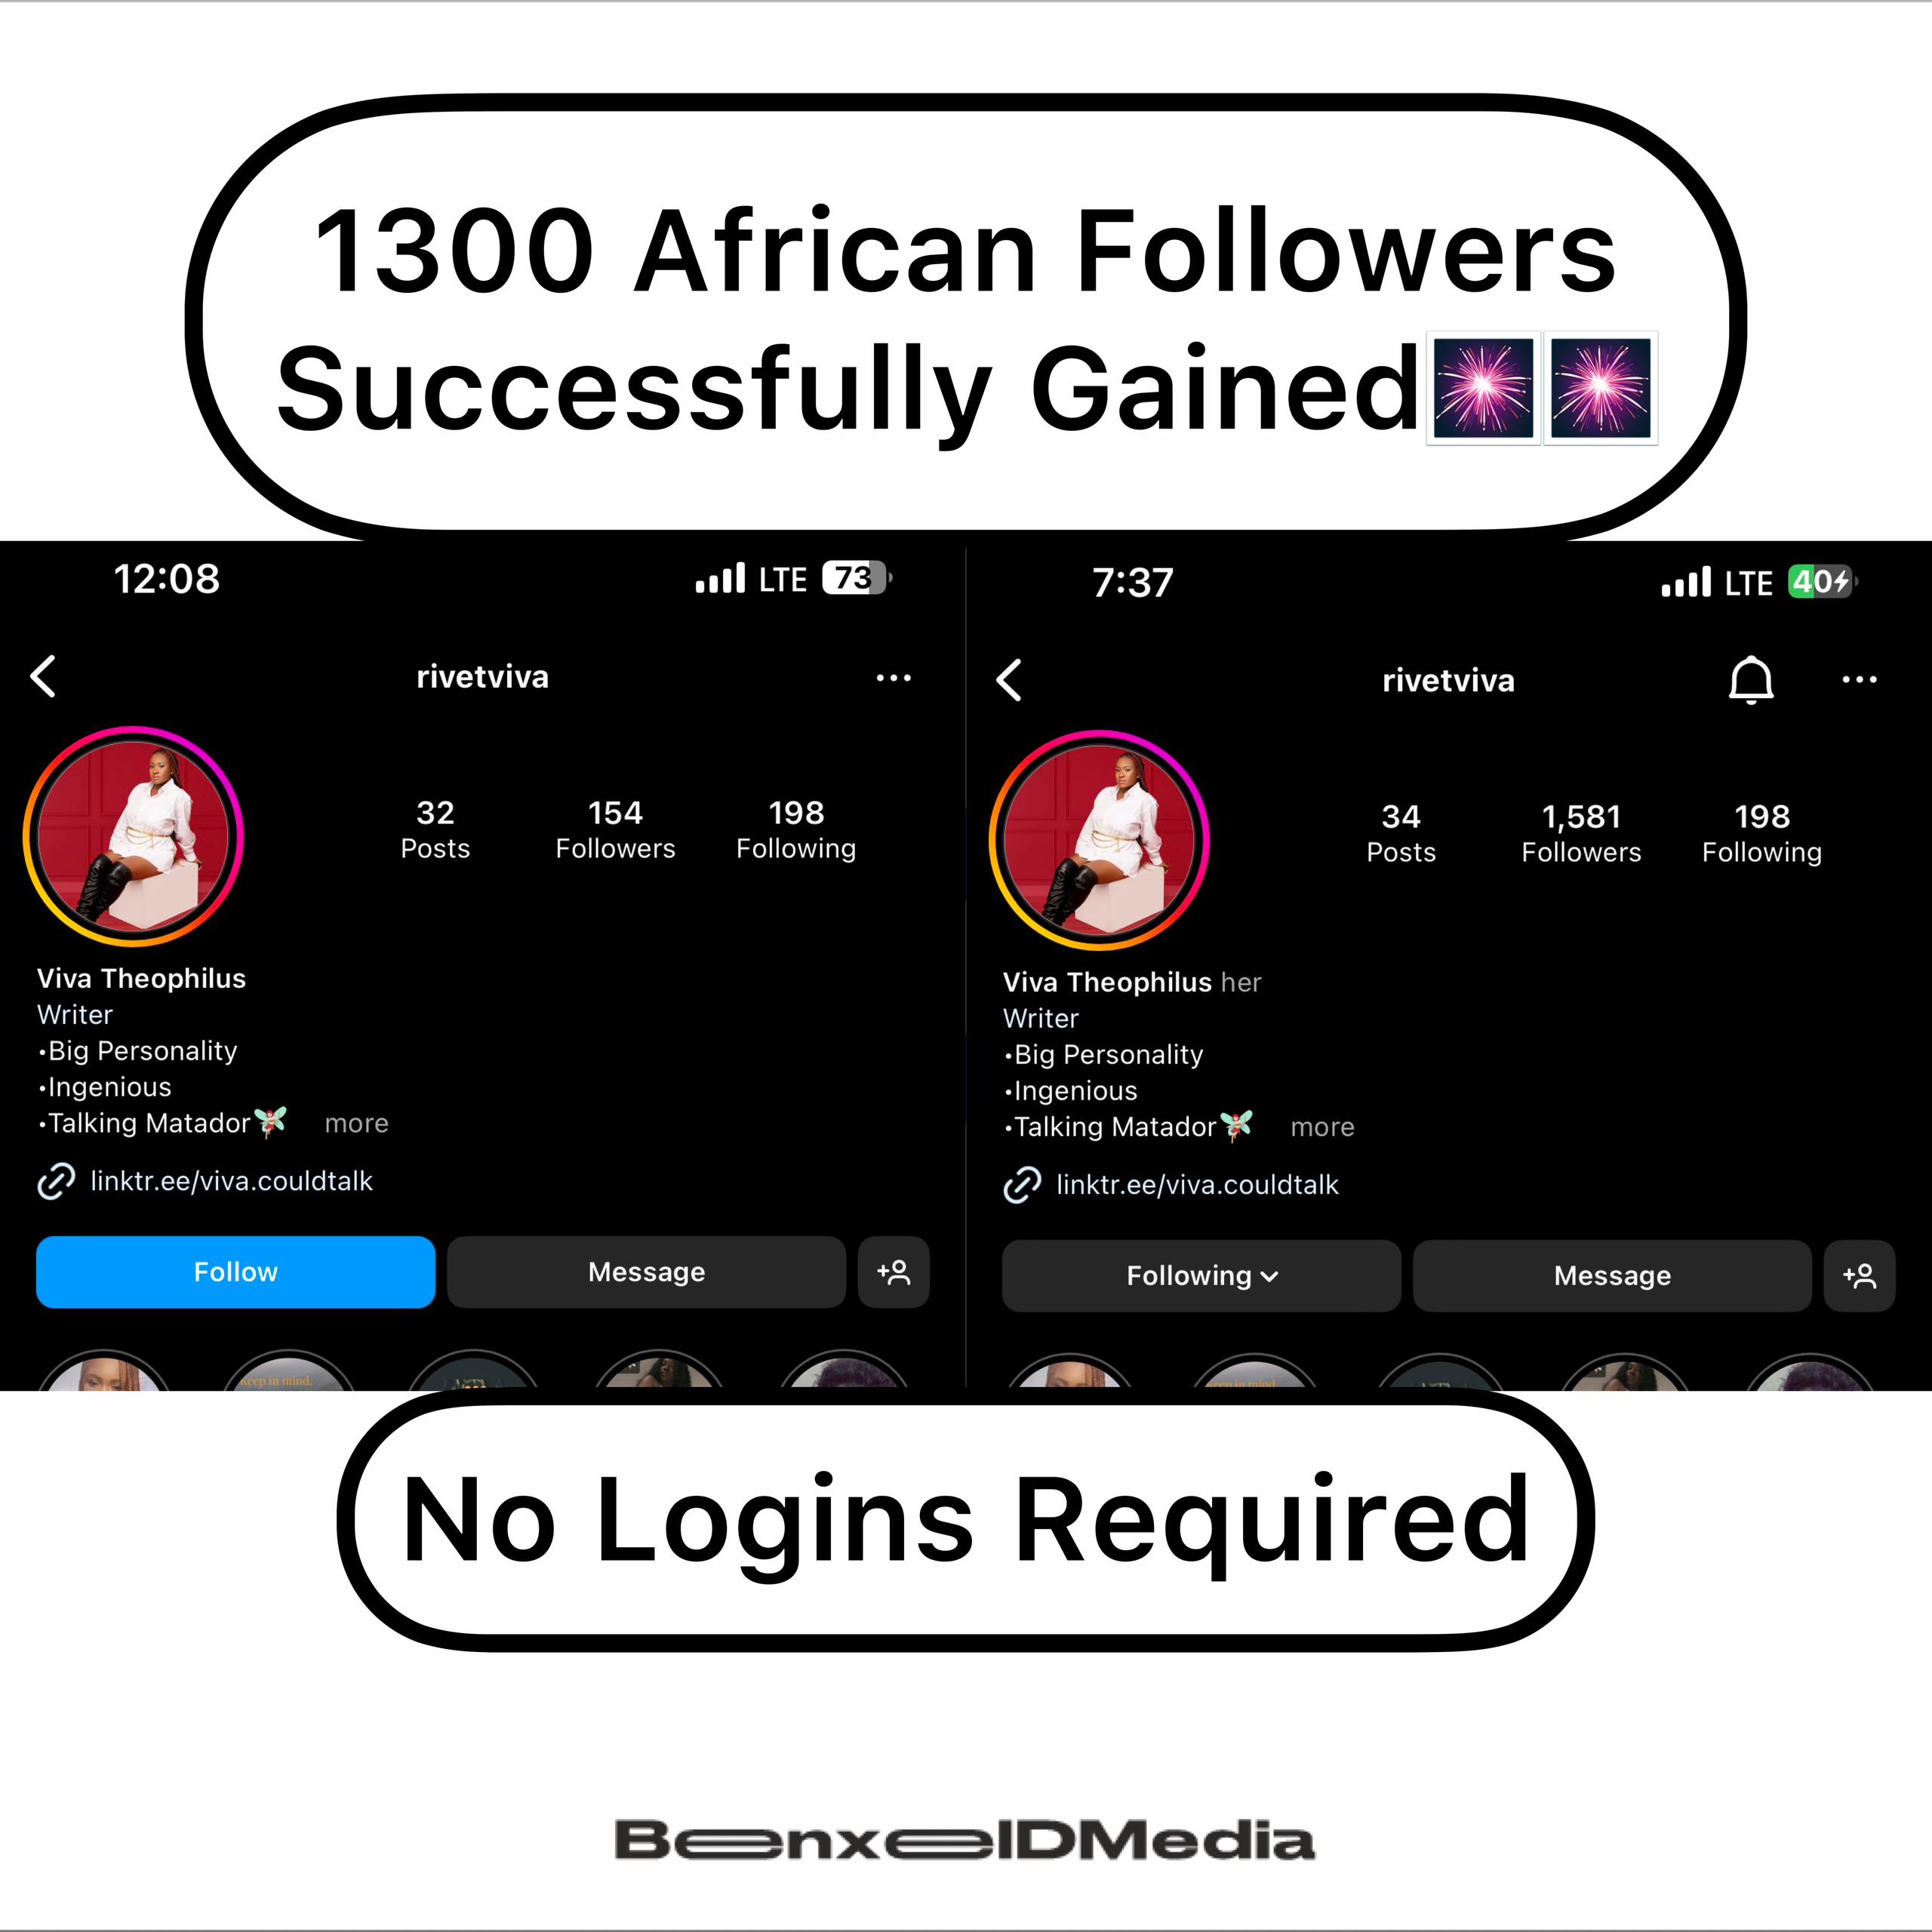 1300 African Followers
Successfully Gained🎆🎆
12:08
LTE 73
rivetviva
32
Posts
154
Followers
198
Following
Viva Theophilus
Writer
•Big Personality
•Ingenious
•Talking Matador🧚 more
linktr.ee/viva.couldtalk
Follow
Message
keep in mind,
7:37
LTE 40
rivetviva
34
Posts
1,581
Followers
198
Following
Viva Theophilus her
Writer
•Big Personality
•Ingenious
•Talking Matador🧚 more
linktr.ee/viva.couldtalk
Following
Message
keep in mind,
No Logins Required
BenxeIDMedia